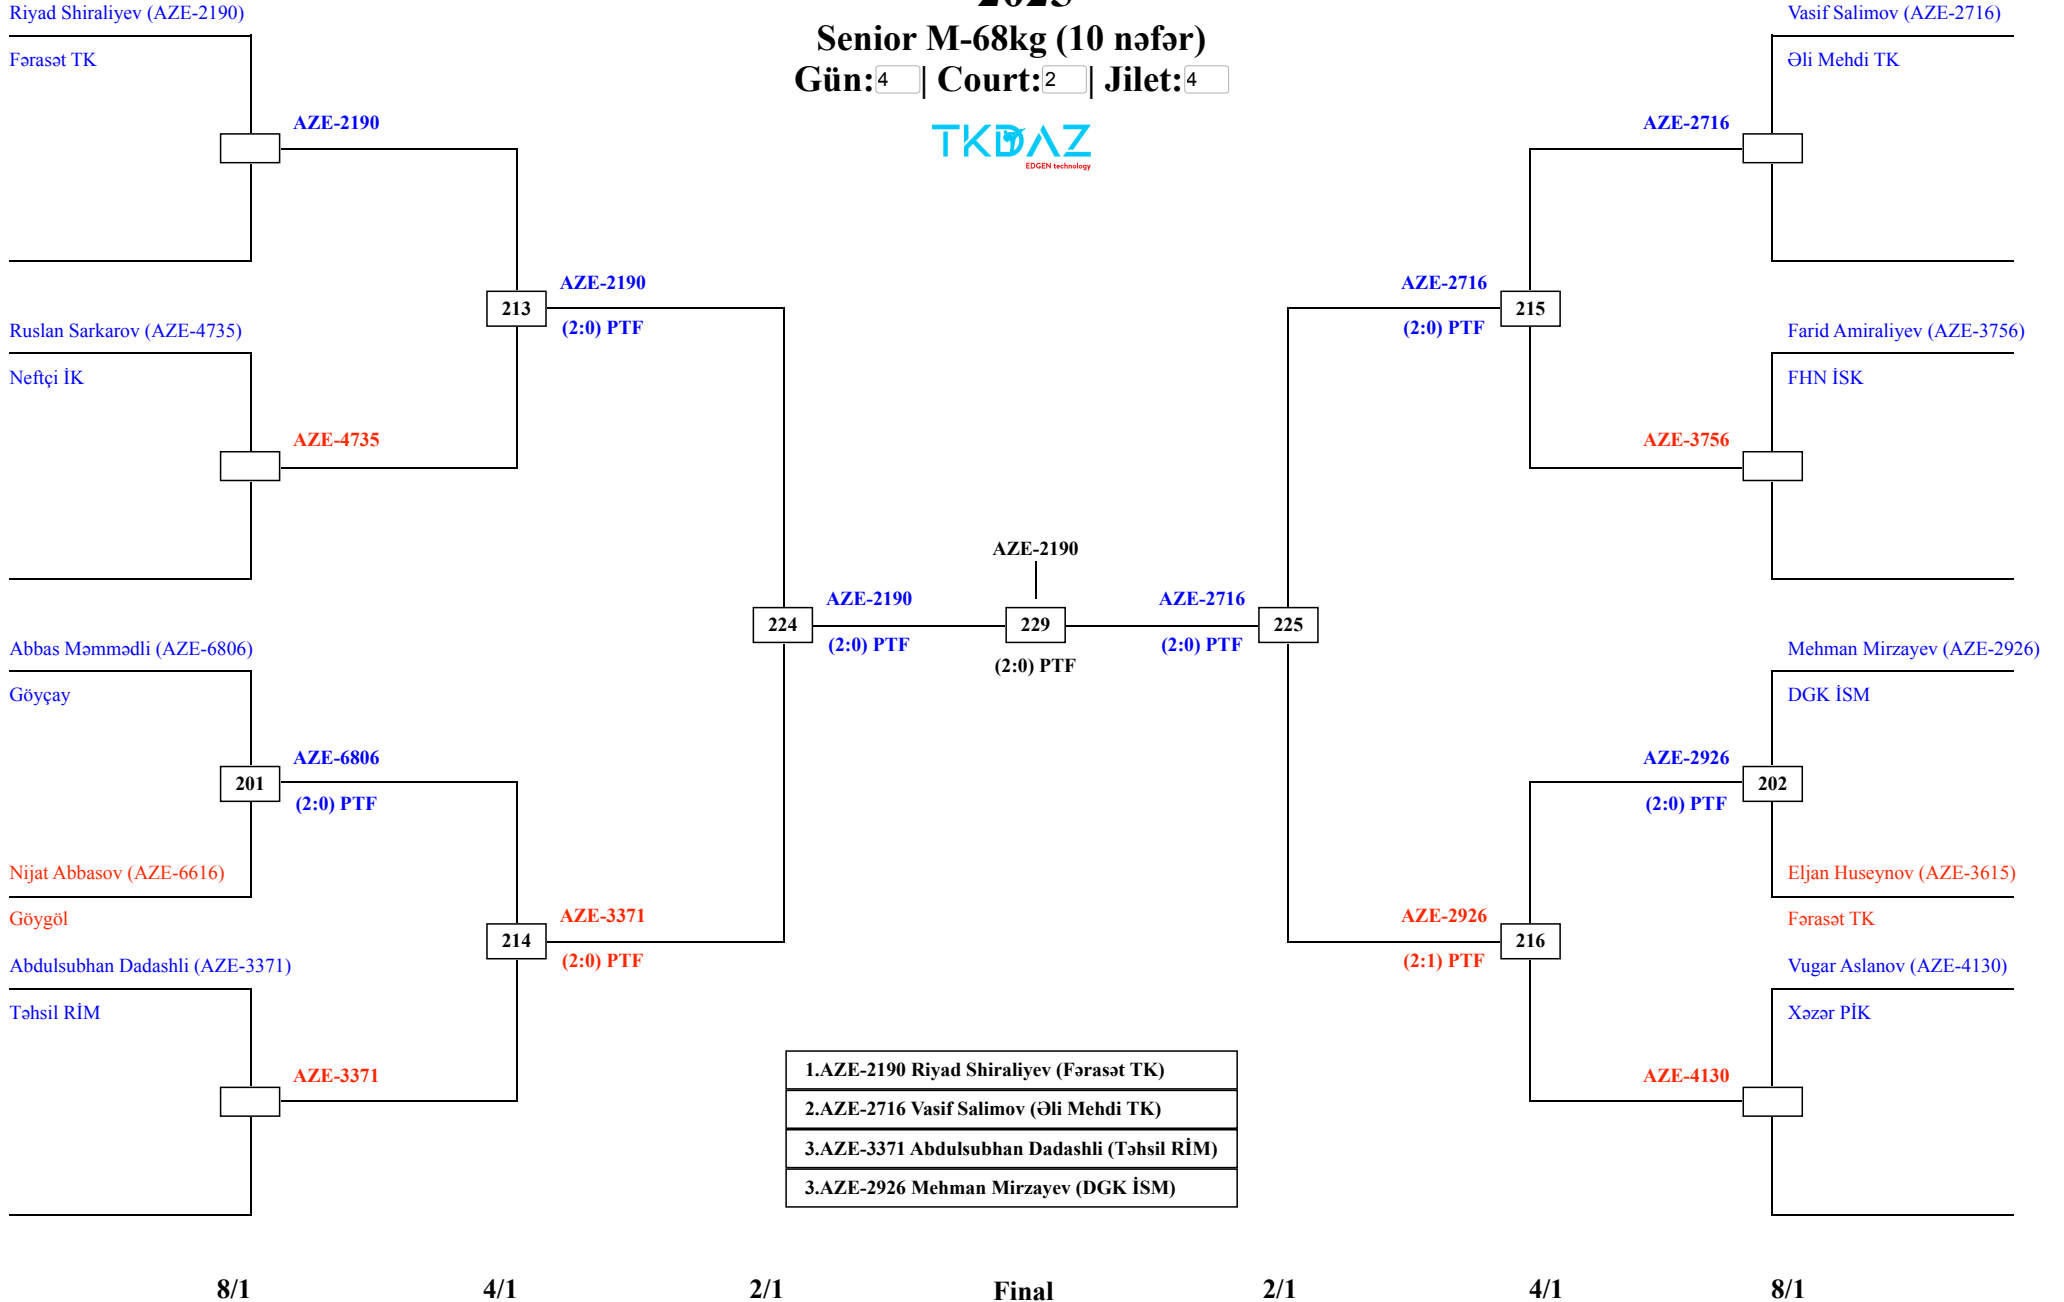 2025
Senior M-68kg (10 nəfər)
Gün: 4 | Court: 2 | Jilet: 4
TKDAZ
EDGEN technology
Riyad Shiraliyev (AZE-2190)
Fərasət TK
AZE-2190
AZE-2190
213
(2:0) PTF
Ruslan Sarkarov (AZE-4735)
Neftçi İK
AZE-4735
Abbas Məmmədli (AZE-6806)
Göyçay
AZE-6806
201
(2:0) PTF
Nijat Abbasov (AZE-6616)
Göygöl
AZE-3371
214
(2:0) PTF
Abdulsubhan Dadashli (AZE-3371)
Təhsil RİM
AZE-3371
AZE-2190
224
(2:0) PTF
AZE-2190
229
(2:0) PTF
AZE-2716
225
(2:0) PTF
Vasif Salimov (AZE-2716)
Əli Mehdi TK
AZE-2716
AZE-2716
215
(2:0) PTF
Farid Amiraliyev (AZE-3756)
FHN İSK
AZE-3756
Mehman Mirzayev (AZE-2926)
DGK İSM
AZE-2926
202
(2:0) PTF
Eljan Huseynov (AZE-3615)
Fərasət TK
AZE-2926
216
(2:1) PTF
Vugar Aslanov (AZE-4130)
Xəzər PİK
AZE-4130
1.AZE-2190 Riyad Shiraliyev (Fərasət TK)
2.AZE-2716 Vasif Salimov (Əli Mehdi TK)
3.AZE-3371 Abdulsubhan Dadashli (Təhsil RİM)
3.AZE-2926 Mehman Mirzayev (DGK İSM)
8/1 4/1 2/1 Final 2/1 4/1 8/1